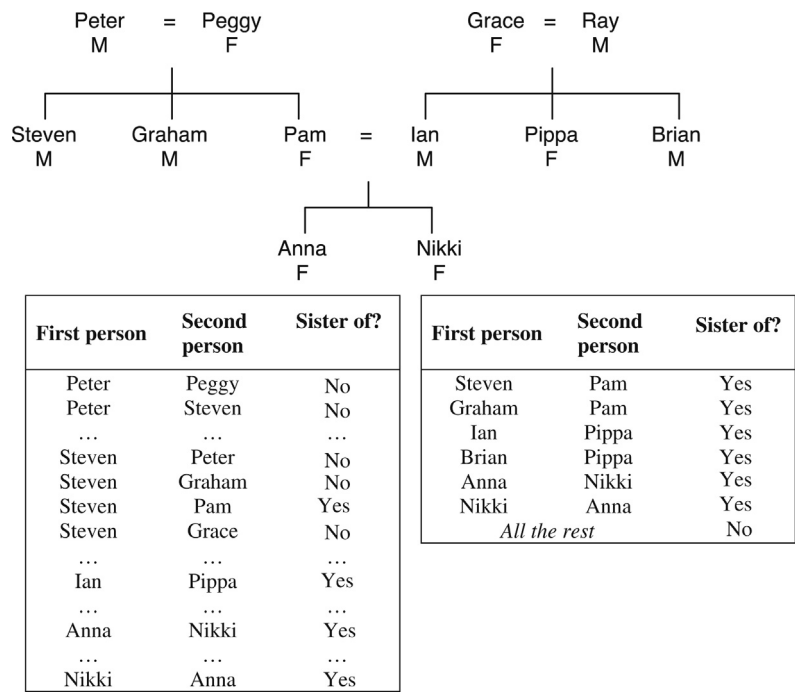 Peter = Peggy Grace = Ray
M F F M
Steven Graham Pam = Ian Pippa Brian
M M F M F M
Anna Nikki
F F
First person Second person Sister of?
Peter Peggy No
Peter Steven No
... ... ...
Steven Peter No
Steven Graham No
Steven Pam Yes
Steven Grace No
... ... ...
Ian Pippa Yes
... ... ...
Anna Nikki Yes
... ... ...
Nikki Anna Yes
First person Second person Sister of?
Steven Pam Yes
Graham Pam Yes
Ian Pippa Yes
Brian Pippa Yes
Anna Nikki Yes
Nikki Anna Yes
All the rest No